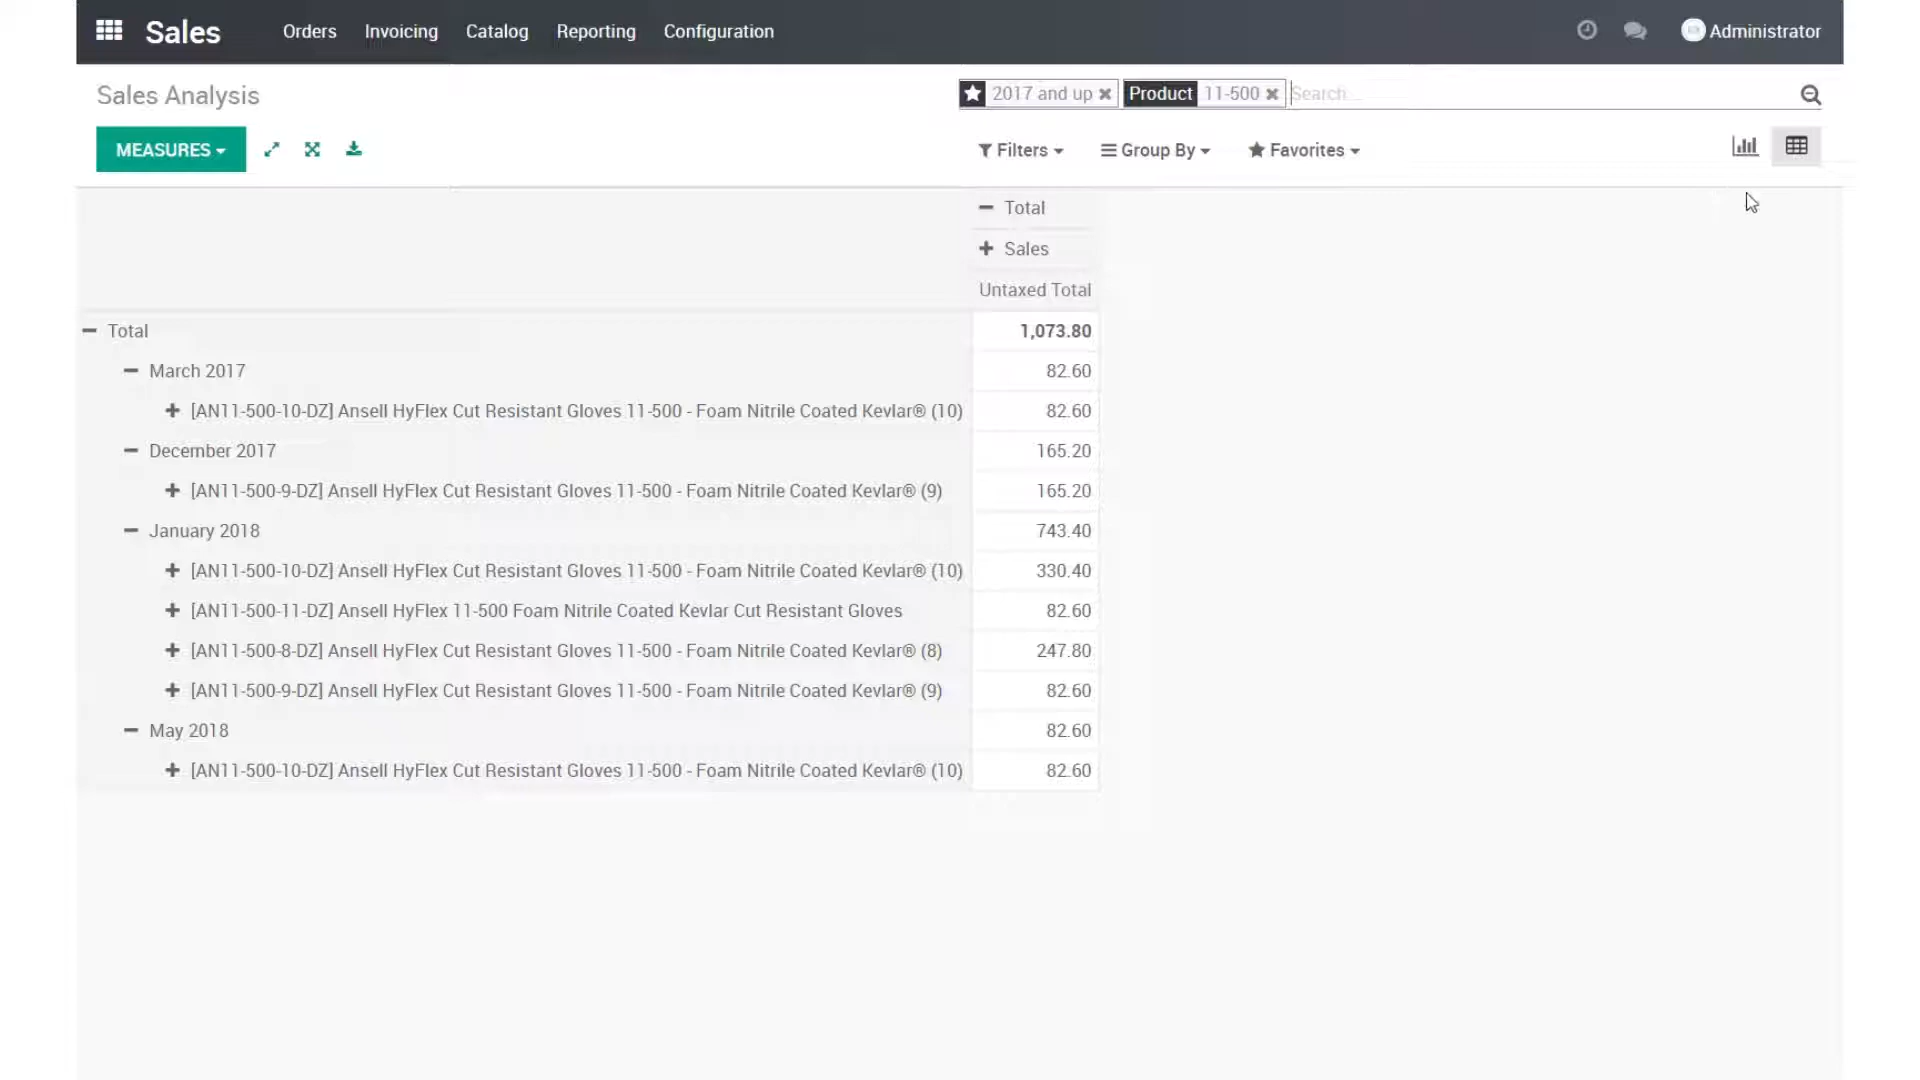 Sales Orders Invoicing Catalog Reporting Configuration Administrator
Sales Analysis 2017 and up Product 11-500 Search...
MEASURES Filters Group By Favorites
Total
Sales
Untaxed Total
Total 1,073.80
March 2017 82.60
[AN11-500-10-DZ] Ansell HyFlex Cut Resistant Gloves 11-500 - Foam Nitrile Coated Kevlar® (10) 82.60
December 2017 165.20
[AN11-500-9-DZ] Ansell HyFlex Cut Resistant Gloves 11-500 - Foam Nitrile Coated Kevlar® (9) 165.20
January 2018 743.40
[AN11-500-10-DZ] Ansell HyFlex Cut Resistant Gloves 11-500 - Foam Nitrile Coated Kevlar® (10) 330.40
[AN11-500-11-DZ] Ansell HyFlex 11-500 Foam Nitrile Coated Kevlar Cut Resistant Gloves 82.60
[AN11-500-8-DZ] Ansell HyFlex Cut Resistant Gloves 11-500 - Foam Nitrile Coated Kevlar® (8) 247.80
[AN11-500-9-DZ] Ansell HyFlex Cut Resistant Gloves 11-500 - Foam Nitrile Coated Kevlar® (9) 82.60
May 2018 82.60
[AN11-500-10-DZ] Ansell HyFlex Cut Resistant Gloves 11-500 - Foam Nitrile Coated Kevlar® (10) 82.60